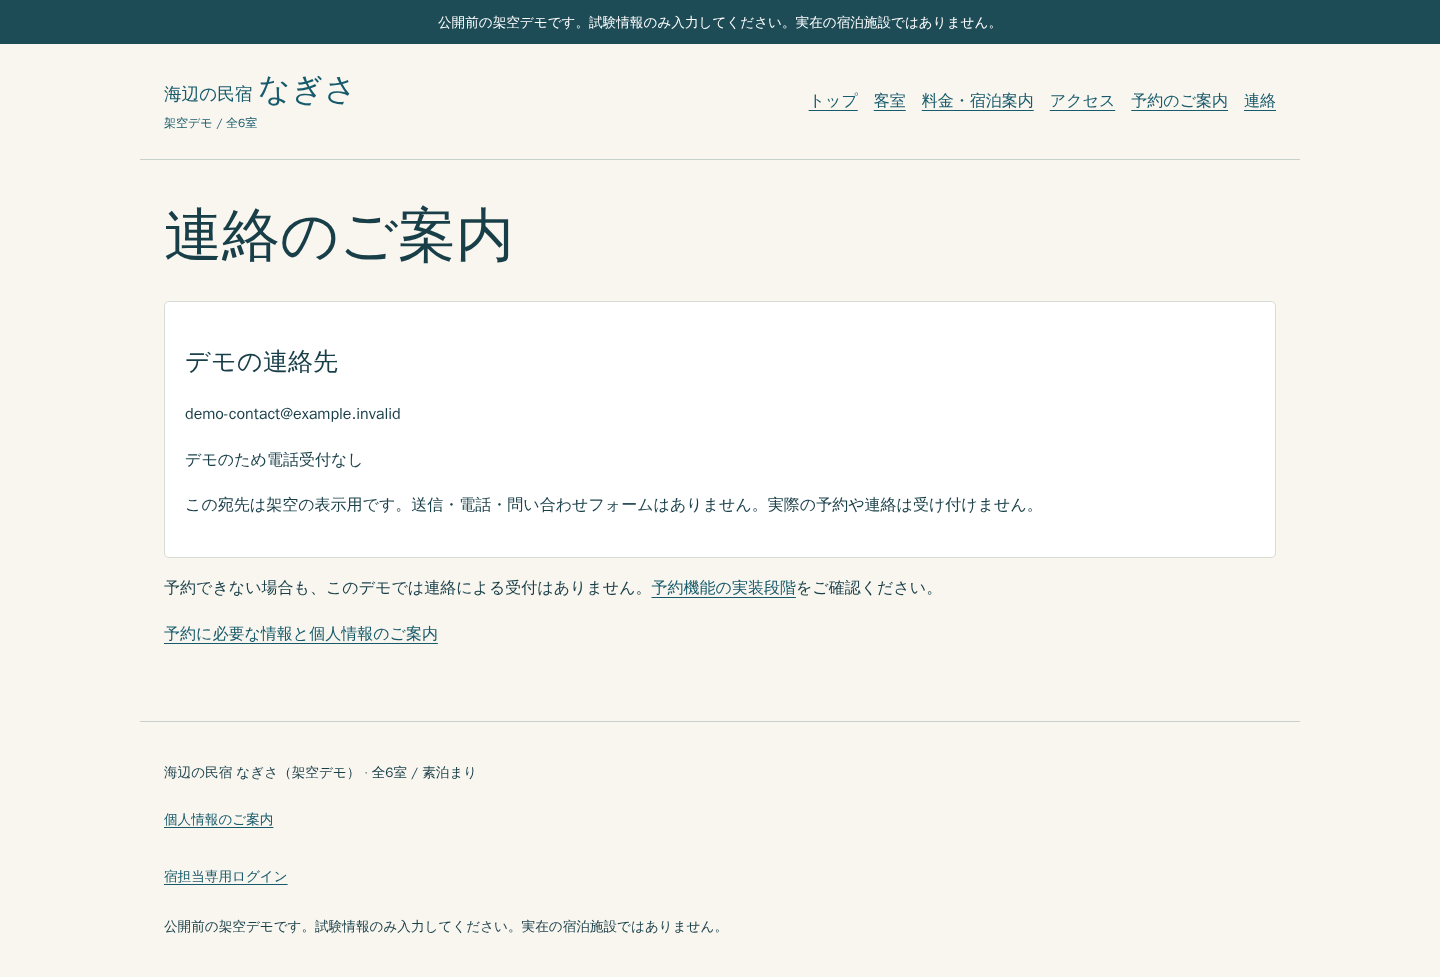 公開前の架空デモです。試験情報のみ入力してください。実在の宿泊施設ではありません。
海辺の民宿 なぎさ
架空デモ / 全6室
トップ 客室 料金・宿泊案内 アクセス 予約のご案内 連絡
連絡のご案内
デモの連絡先
demo-contact@example.invalid
デモのため電話受付なし
この宛先は架空の表示用です。送信・電話・問い合わせフォームはありません。実際の予約や連絡は受け付けません。
予約できない場合も、このデモでは連絡による受付はありません。予約機能の実装段階をご確認ください。
予約に必要な情報と個人情報のご案内
海辺の民宿 なぎさ（架空デモ） · 全6室 / 素泊まり
個人情報のご案内
宿担当専用ログイン
公開前の架空デモです。試験情報のみ入力してください。実在の宿泊施設ではありません。